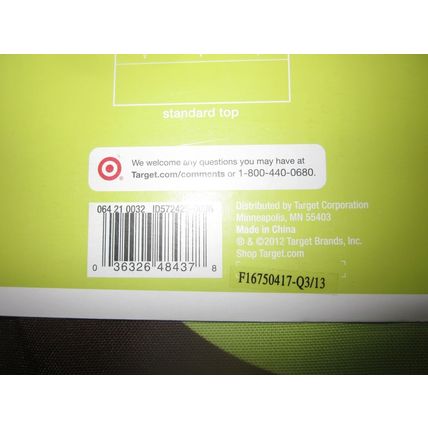 standard top
We welcome any questions you may have at
Target.com/comments or 1-800-440-0680.
064 21 0032
0 36326 48437 8
Distributed by Target Corporation
Minneapolis, MN 55403
Made in China
® & ©2012 Target Brands, Inc.
Shop Target.com
F16750417-Q3/13